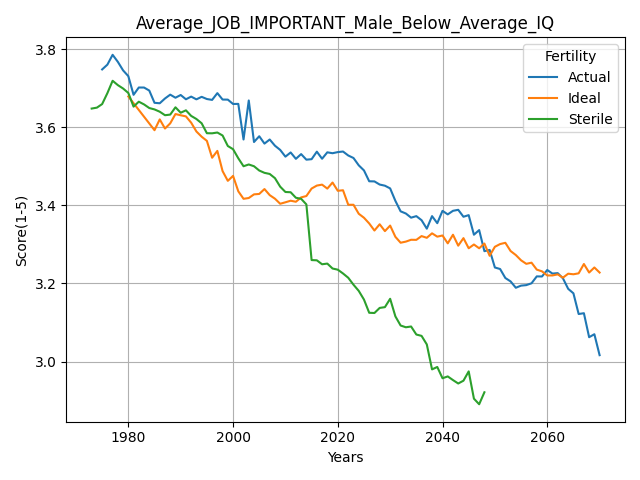 Average_JOB_IMPORTANT_Male_Below_Average_IQ
Fertility
Actual
Ideal
Sterile
Score(1-5)
3.8
3.6
3.4
3.2
3.0
1980 2000 2020 2040 2060
Years